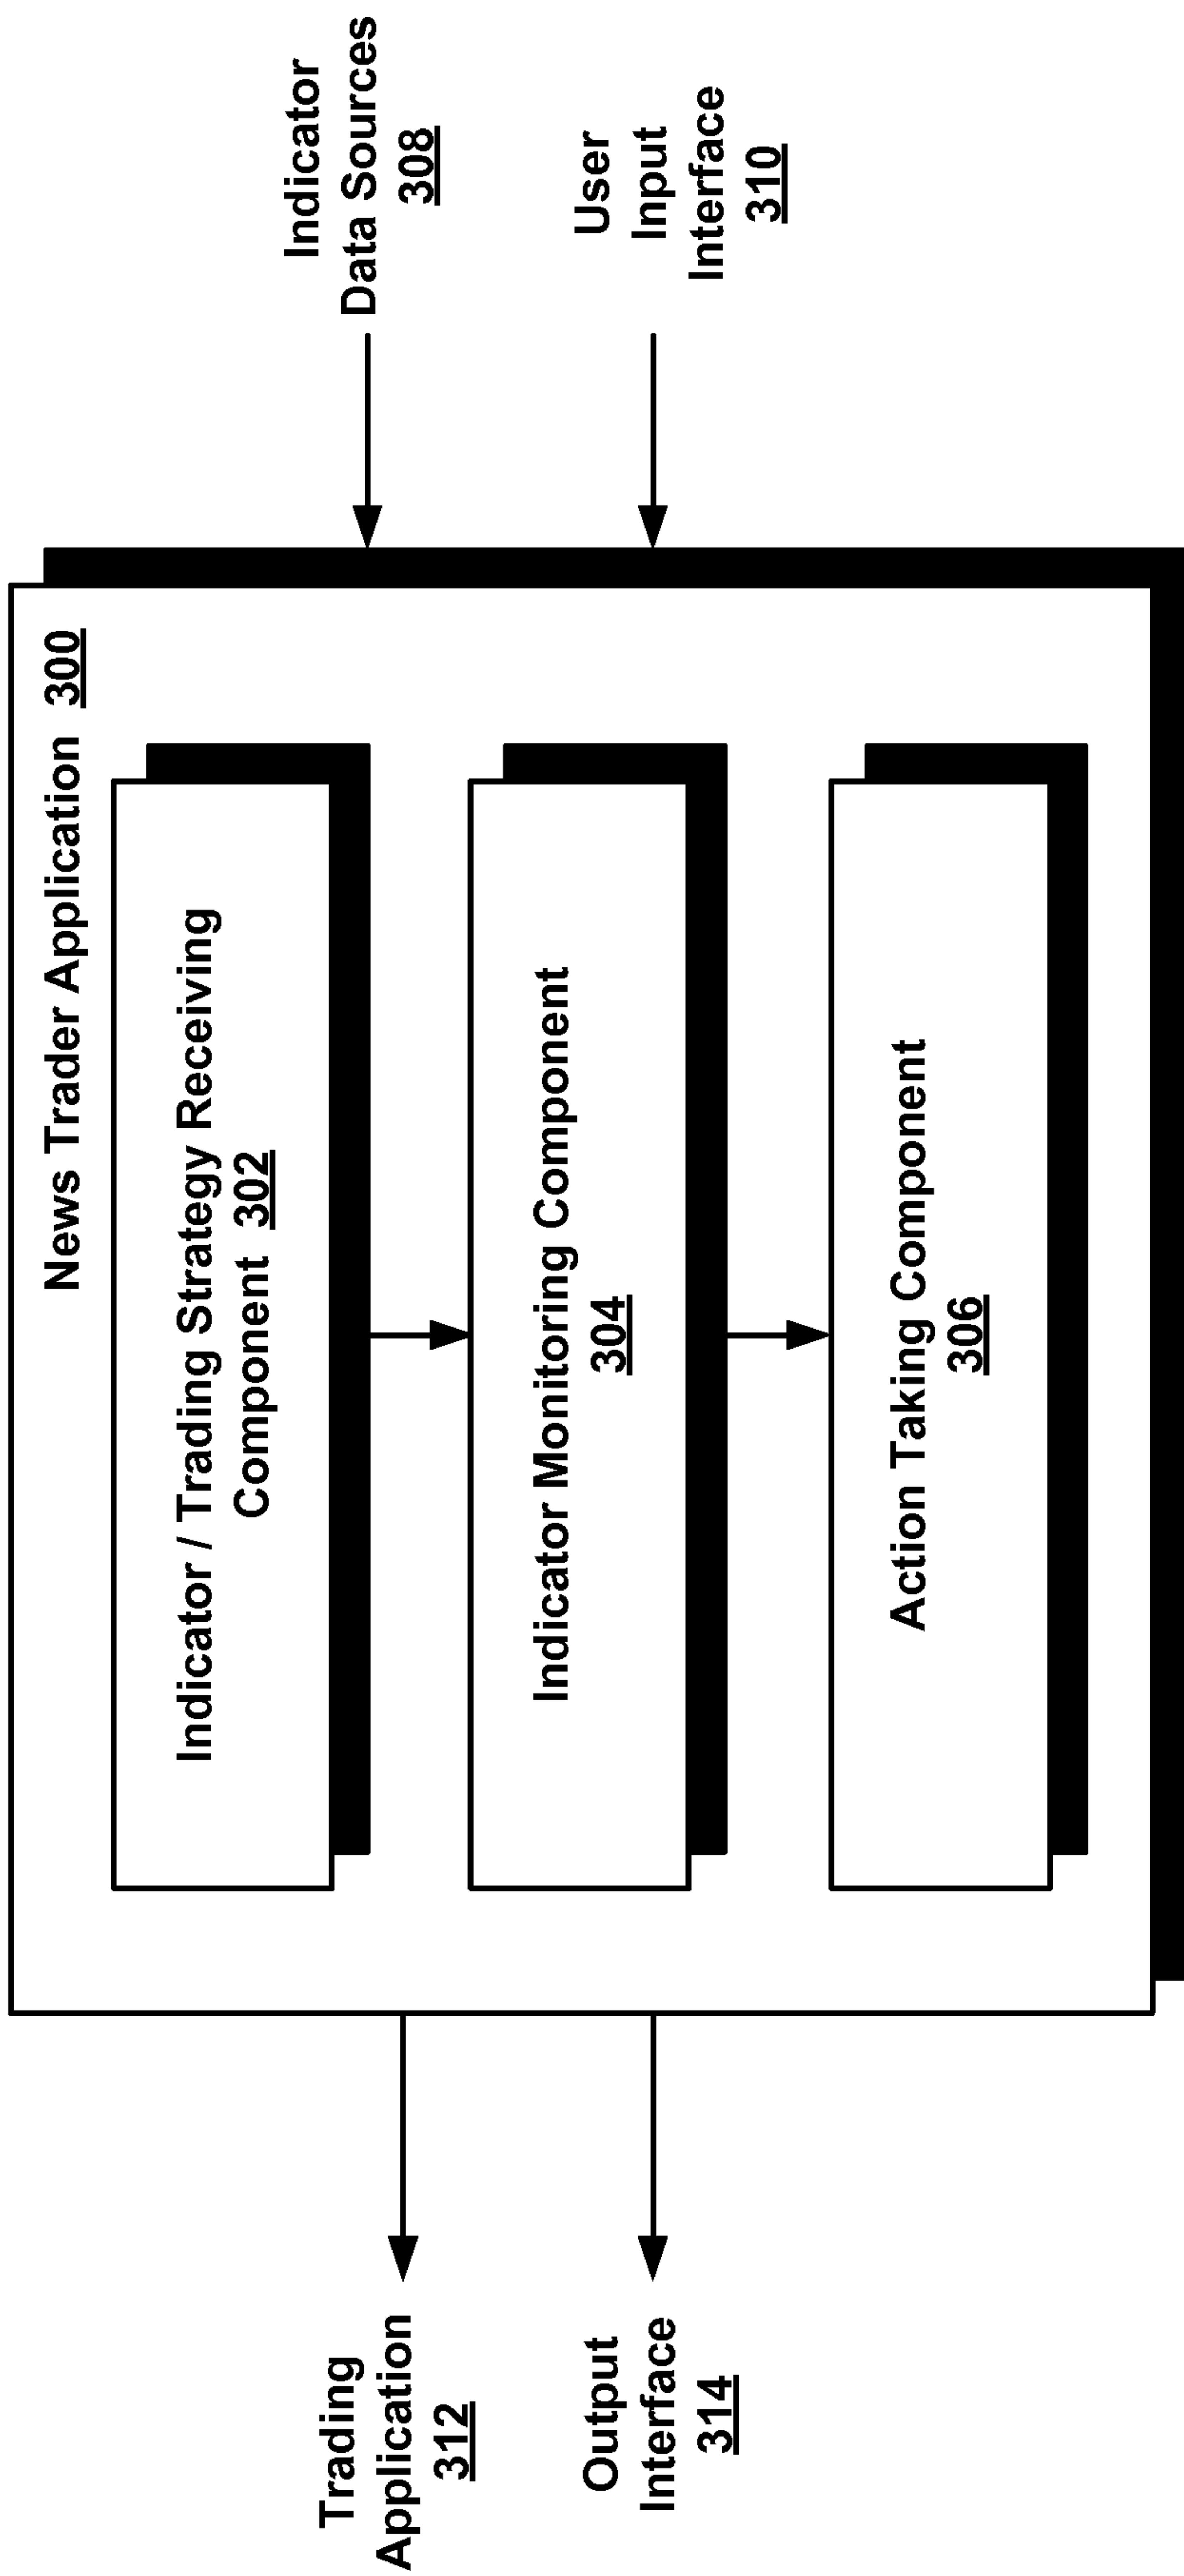 News Trader Application 300
Indicator / Trading Strategy Receiving
Component 302
Indicator Monitoring Component
304
Action Taking Component
306
Trading
Application
312
Output
Interface
314
Indicator
Data Sources
308
User
Input
Interface
310